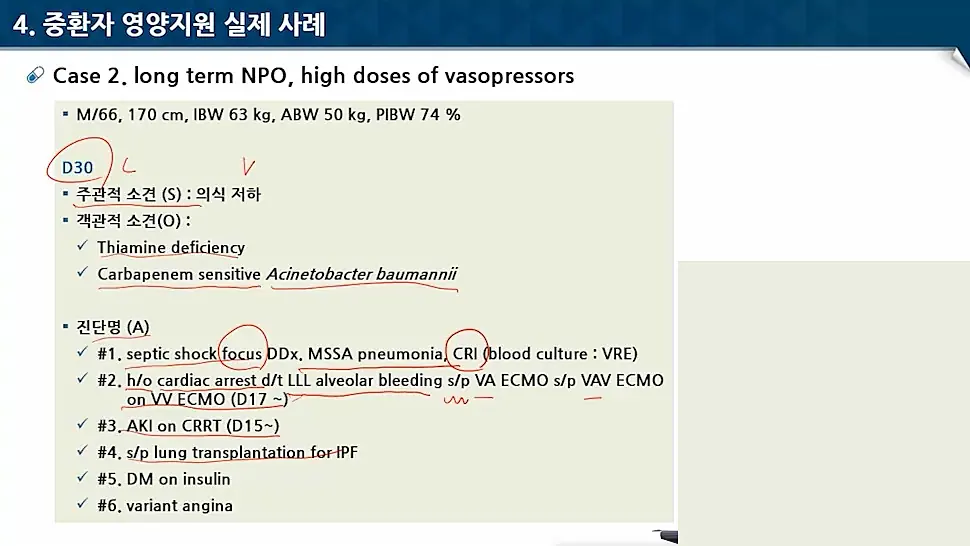 4. 중환자 영양지원 실제 사례
Case 2. long term NPO, high doses of vasopressors
▪ M/66, 170 cm, IBW 63 kg, ABW 50 kg, PIBW 74 %
D30 L V
▪ 주관적 소견 (S) : 의식 저하
▪ 객관적 소견(O) :
✓ Thiamine deficiency
✓ Carbapenem sensitive Acinetobacter baumannii
▪ 진단명 (A)
✓ #1. septic shock focus DDx. MSSA pneumonia, CRI (blood culture : VRE)
✓ #2. h/o cardiac arrest d/t LLL alveolar bleeding s/p VA ECMO s/p VAV ECMO
on VV ECMO (D17 ~)
✓ #3. AKI on CRRT (D15~)
✓ #4. s/p lung transplantation for IPF
✓ #5. DM on insulin
✓ #6. variant angina